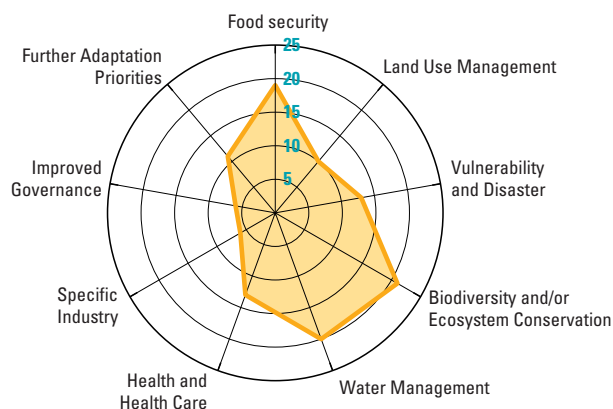 Food security
25
20
15
10
5
Land Use Management
Vulnerability
and Disaster
Biodiversity and/or
Ecosystem Conservation
Water Management
Health and
Health Care
Specific
Industry
Improved
Governance
Further Adaptation
Priorities